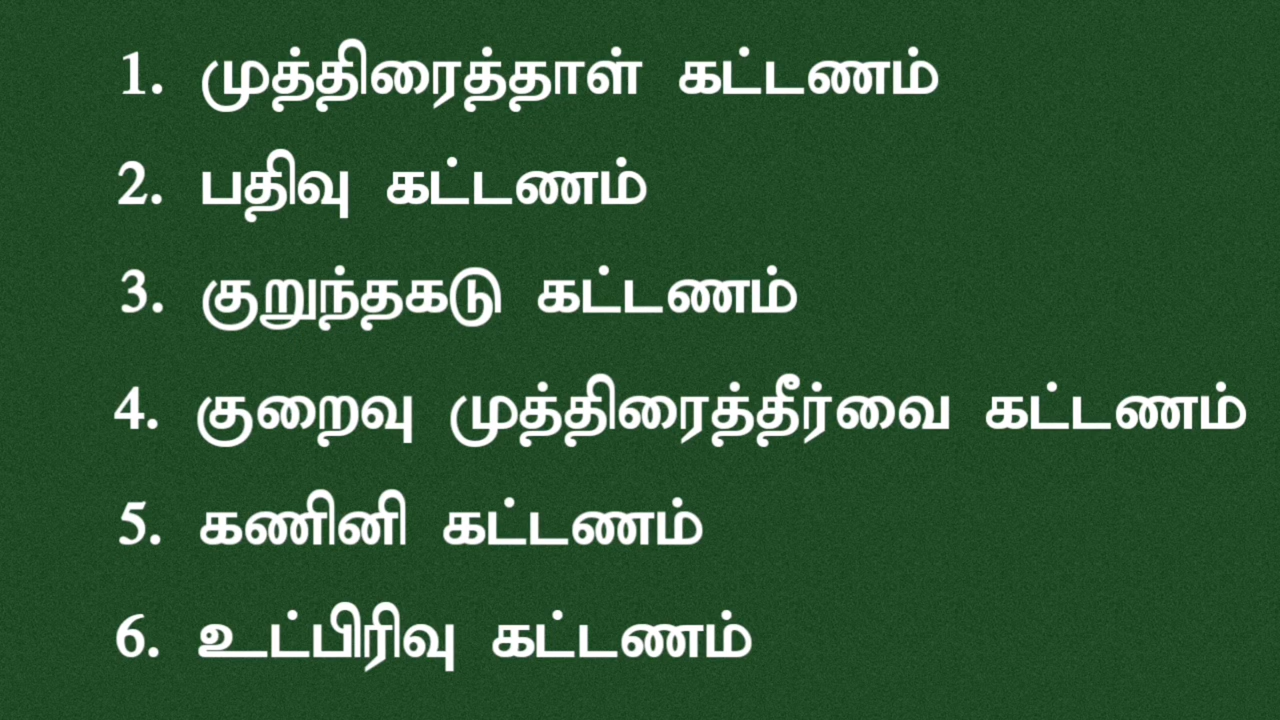 1. முத்திரைத்தாள் கட்டணம்
2. பதிவு கட்டணம்
3. குறுந்தகடு கட்டணம்
4. குறைவு முத்திரைத்தீர்வை கட்டணம்
5. கணினி கட்டணம்
6. உட்பிரிவு கட்டணம்